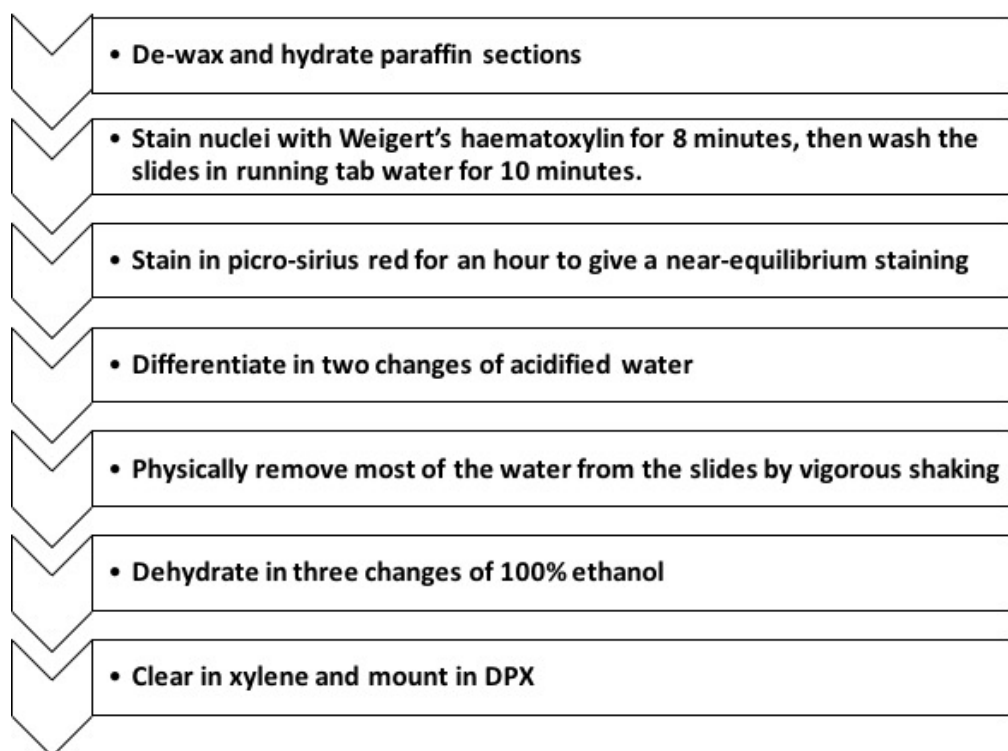 • De-wax and hydrate paraffin sections
• Stain nuclei with Weigert's haematoxylin for 8 minutes, then wash the
slides in running tab water for 10 minutes.
• Stain in picro-sirius red for an hour to give a near-equilibrium staining
• Differentiate in two changes of acidified water
• Physically remove most of the water from the slides by vigorous shaking
• Dehydrate in three changes of 100% ethanol
• Clear in xylene and mount in DPX